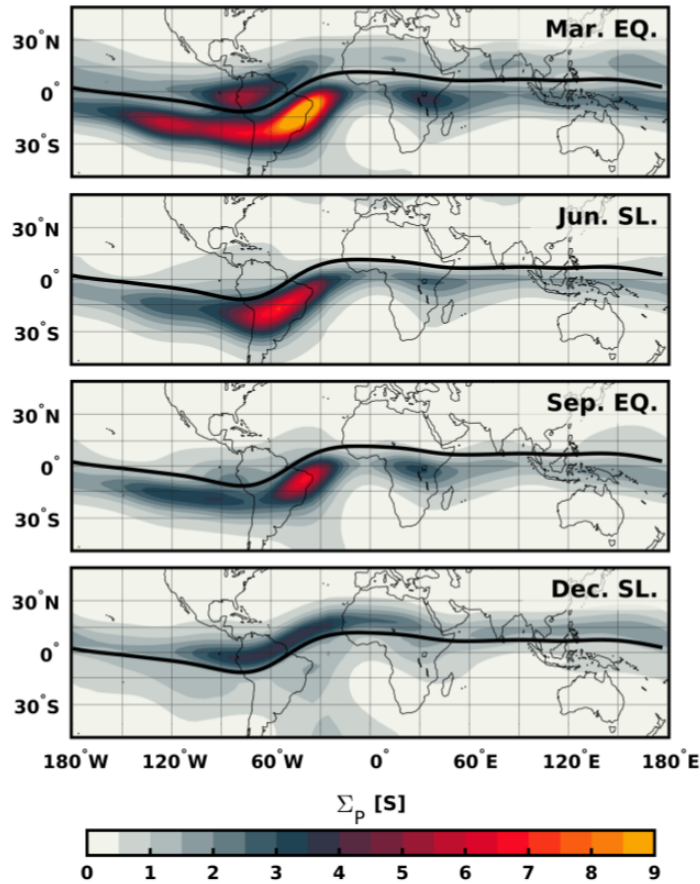 Mar. EQ.
30°N
0°
30°S
Jun. SL.
30°N
0°
30°S
Sep. EQ.
30°N
0°
30°S
Dec. SL.
30°N
0°
30°S
180°W 120°W 60°W 0° 60°E 120°E 180°E
Σ_P [S]
0 1 2 3 4 5 6 7 8 9